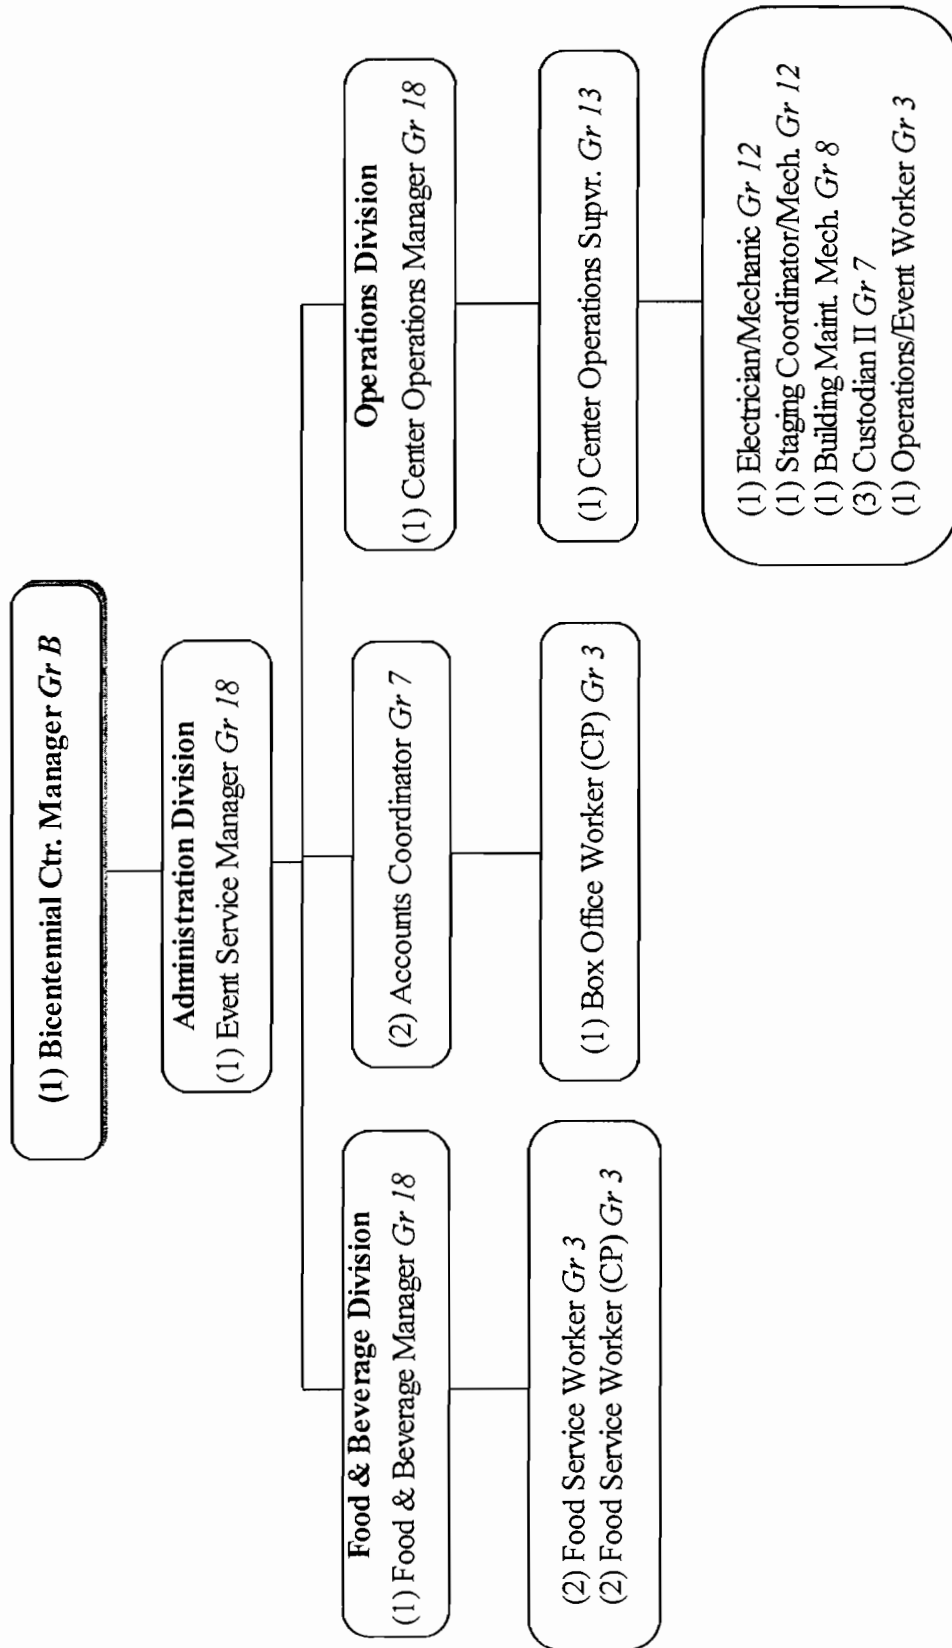 (1) Bicentennial Ctr. Manager Gr B
Administration Division
(1) Event Service Manager Gr 18
Food & Beverage Division
(1) Food & Beverage Manager Gr 18
(2) Food Service Worker Gr 3
(2) Food Service Worker (CP) Gr 3
(2) Accounts Coordinator Gr 7
(1) Box Office Worker (CP) Gr 3
Operations Division
(1) Center Operations Manager Gr 18
(1) Center Operations Supvr. Gr 13
(1) Electrician/Mechanic Gr 12
(1) Staging Coordinator/Mech. Gr 12
(1) Building Maint. Mech. Gr 8
(3) Custodian II Gr 7
(1) Operations/Event Worker Gr 3